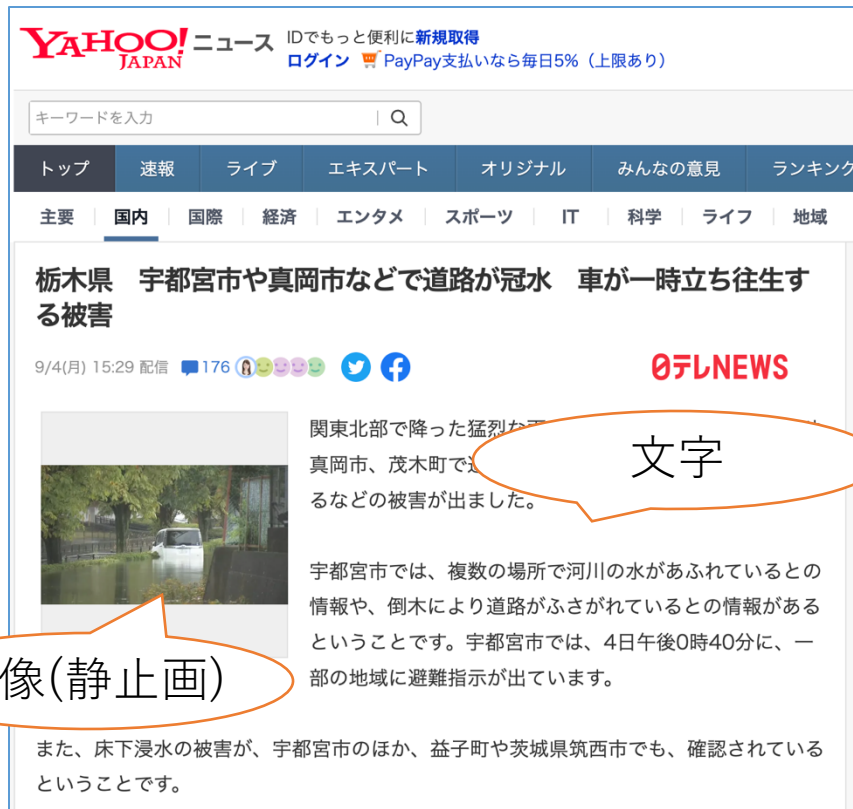 YAHOO! JAPAN ニュース IDでもっと便利に新規取得
ログイン PayPay支払いなら毎日5%（上限あり）
キーワードを入力
トップ 速報 ライブ エキスパート オリジナル みんなの意見 ランキング
主要 国内 国際 経済 エンタメ スポーツ IT 科学 ライフ 地域
栃木県　宇都宮市や真岡市などで道路が冠水　車が一時立ち往生す
る被害
9/4(月) 15:29 配信 176
日テレNEWS
関東北部で降った猛烈な
真岡市、茂木町で
るなどの被害が出ました。
文字
宇都宮市では、複数の場所で河川の水があふれているとの
情報や、倒木により道路がふさがれているとの情報がある
ということです。宇都宮市では、4日午後0時40分に、一
部の地域に避難指示が出ています。
像(静止画)
また、床下浸水の被害が、宇都宮市のほか、益子町や茨城県筑西市でも、確認されている
ということです。